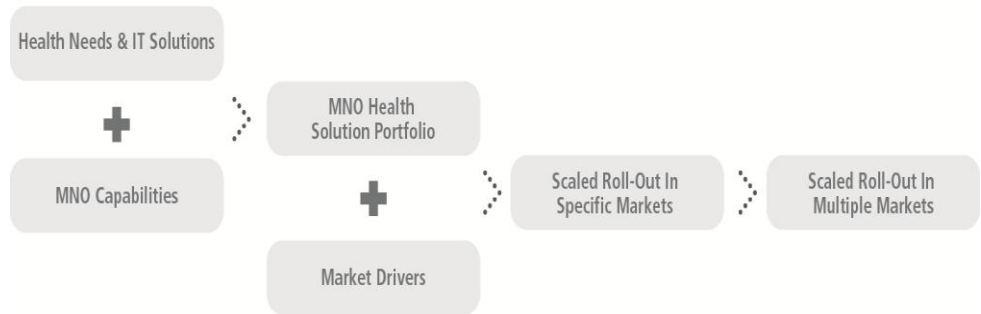 Health Needs & IT Solutions
MNO Capabilities
MNO Health
Solution Portfolio
Market Drivers
Scaled Roll-Out In
Specific Markets
Scaled Roll-Out In
Multiple Markets